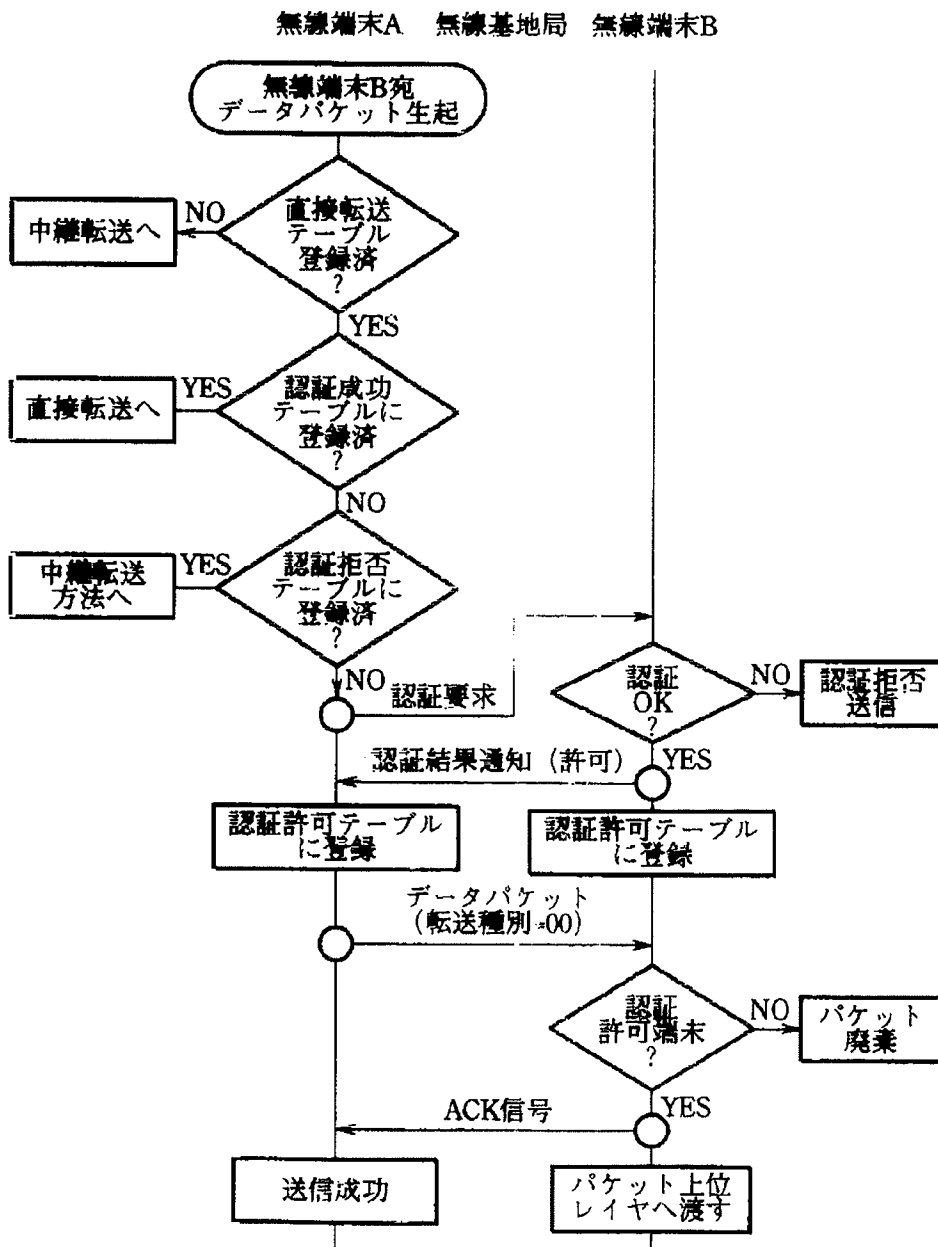 無線端末A 無線基地局 無線端末B
無線端末B宛
データパケット生起
直接転送
テーブル
登録済
?
NO
中継転送へ
YES
認証成功
テーブルに
登録済
?
YES
直接転送へ
NO
認証拒否
テーブルに
登録済
?
YES
中継転送
方法へ
NO
認証要求
認証
OK
?
NO
認証拒否
送信
YES
認証結果通知（許可）
認証許可テーブル
に登録
認証許可テーブル
に登録
データパケット
（転送種別=00）
認証
許可端末
?
NO
パケット
廃棄
YES
ACK信号
送信成功
パケット上位
レイヤへ渡す